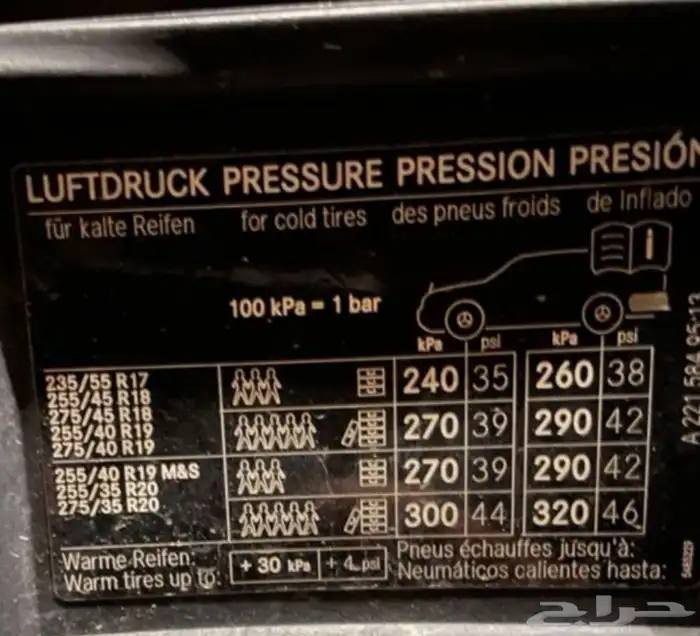 LUFTDRUCK PRESSURE PRESSION PRESIÓN
für kalte Reifen for cold tires des pneus froids de Inflado
100 kPa = 1 bar
kPa psi kPa psi
235/55 R17
255/45 R18
275/45 R18
255/40 R19
275/40 R19
240 35 260 38
270 39 290 42
255/40 R19 M&S
255/35 R20
275/35 R20
270 39 290 42
300 44 320 46
Warme Reifen: + 30 kPa + 4 psi Pneus échauffes jusqu'à:
Warm tires up to: Neumáticos calientes hasta:
حراج